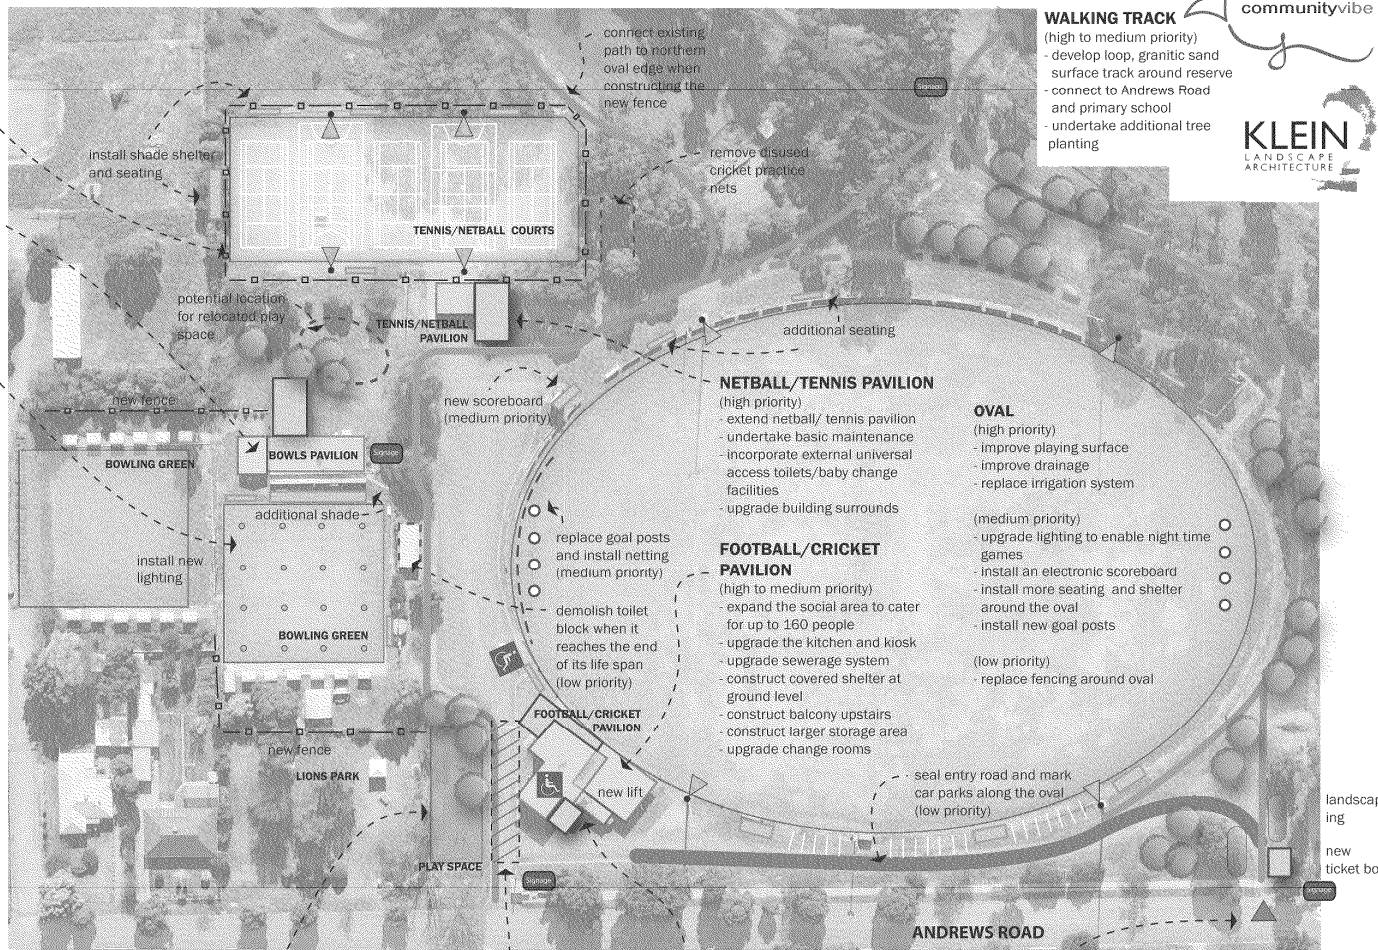 communityvibe
WALKING TRACK
(high to medium priority)
- develop loop, granitic sand
surface track around reserve
- connect to Andrews Road
and primary school
- undertake additional tree
planting
KLEIN
LANDSCAPE
ARCHITECTURE
connect existing
path to northern
oval edge when
constructing the
new fence
Signage
install shade shelter
and seating
remove disused
cricket practice
nets
TENNIS/NETBALL COURTS
potential location
for relocated play
space
TENNIS/NETBALL
PAVILION
additional seating
new scoreboard
(medium priority)
NETBALL/TENNIS PAVILION
(high priority)
- extend netball/ tennis pavilion
- undertake basic maintenance
- incorporate external universal
access toilets/baby change
facilities
- upgrade building surrounds
OVAL
(high priority)
- improve playing surface
- improve drainage
- replace irrigation system
(medium priority)
- upgrade lighting to enable night time
games
- install an electronic scoreboard
- install more seating and shelter
around the oval
- install new goal posts
(low priority)
- replace fencing around oval
new fence
BOWLING GREEN
BOWLS PAVILION
Signage
additional shade
install new
lighting
BOWLING GREEN
replace goal posts
and install netting
(medium priority)
demolish toilet
block when it
reaches the end
of its life span
(low priority)
FOOTBALL/CRICKET
PAVILION
(high to medium priority)
- expand the social area to cater
for up to 160 people
- upgrade the kitchen and kiosk
- upgrade sewerage system
- construct covered shelter at
ground level
- construct balcony upstairs
- construct larger storage area
- upgrade change rooms
FOOTBALL/CRICKET
PAVILION
new fence
LIONS PARK
new lift
seal entry road and mark
car parks along the oval
(low priority)
landscap
ing
new
ticket bo
PLAY SPACE
Signage
Signage
ANDREWS ROAD